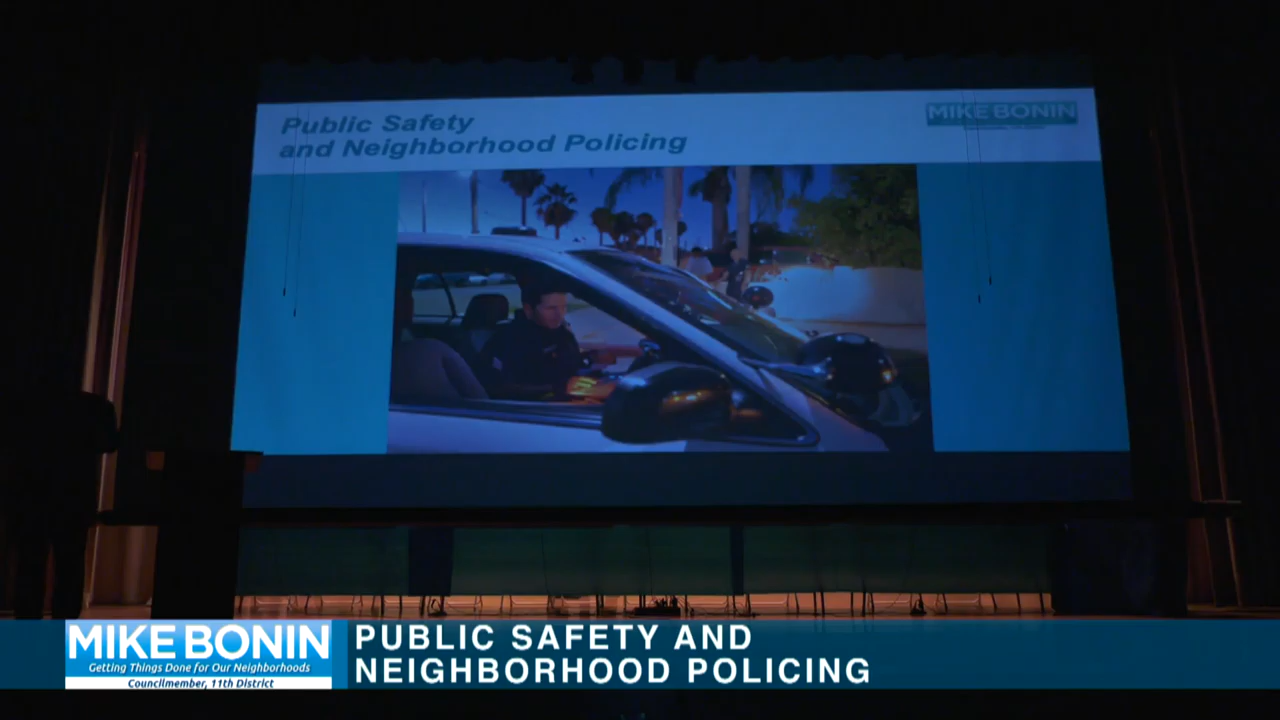 Public Safety
and Neighborhood Policing
MIKE BONIN
MIKE BONIN
Getting Things Done for Our Neighborhoods
Councilmember, 11th District
PUBLIC SAFETY AND
NEIGHBORHOOD POLICING